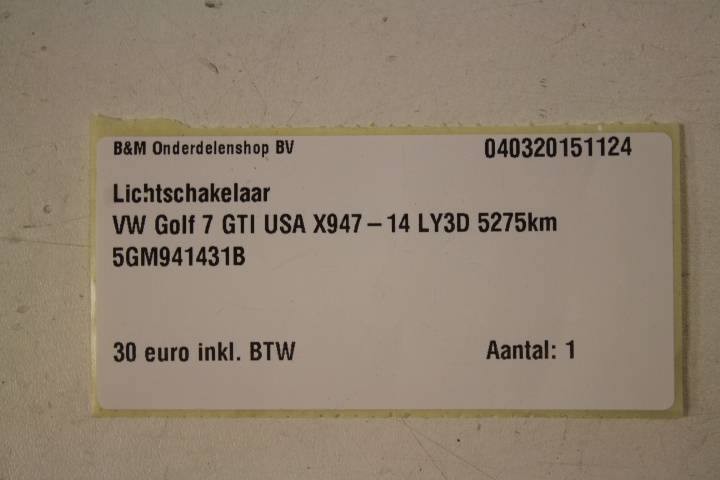 B&M Onderdelenshop BV 040320151124
Lichtschakelaar
VW Golf 7 GTI USA X947-14 LY3D 5275km
5GM941431B
30 euro inkl. BTW Aantal: 1